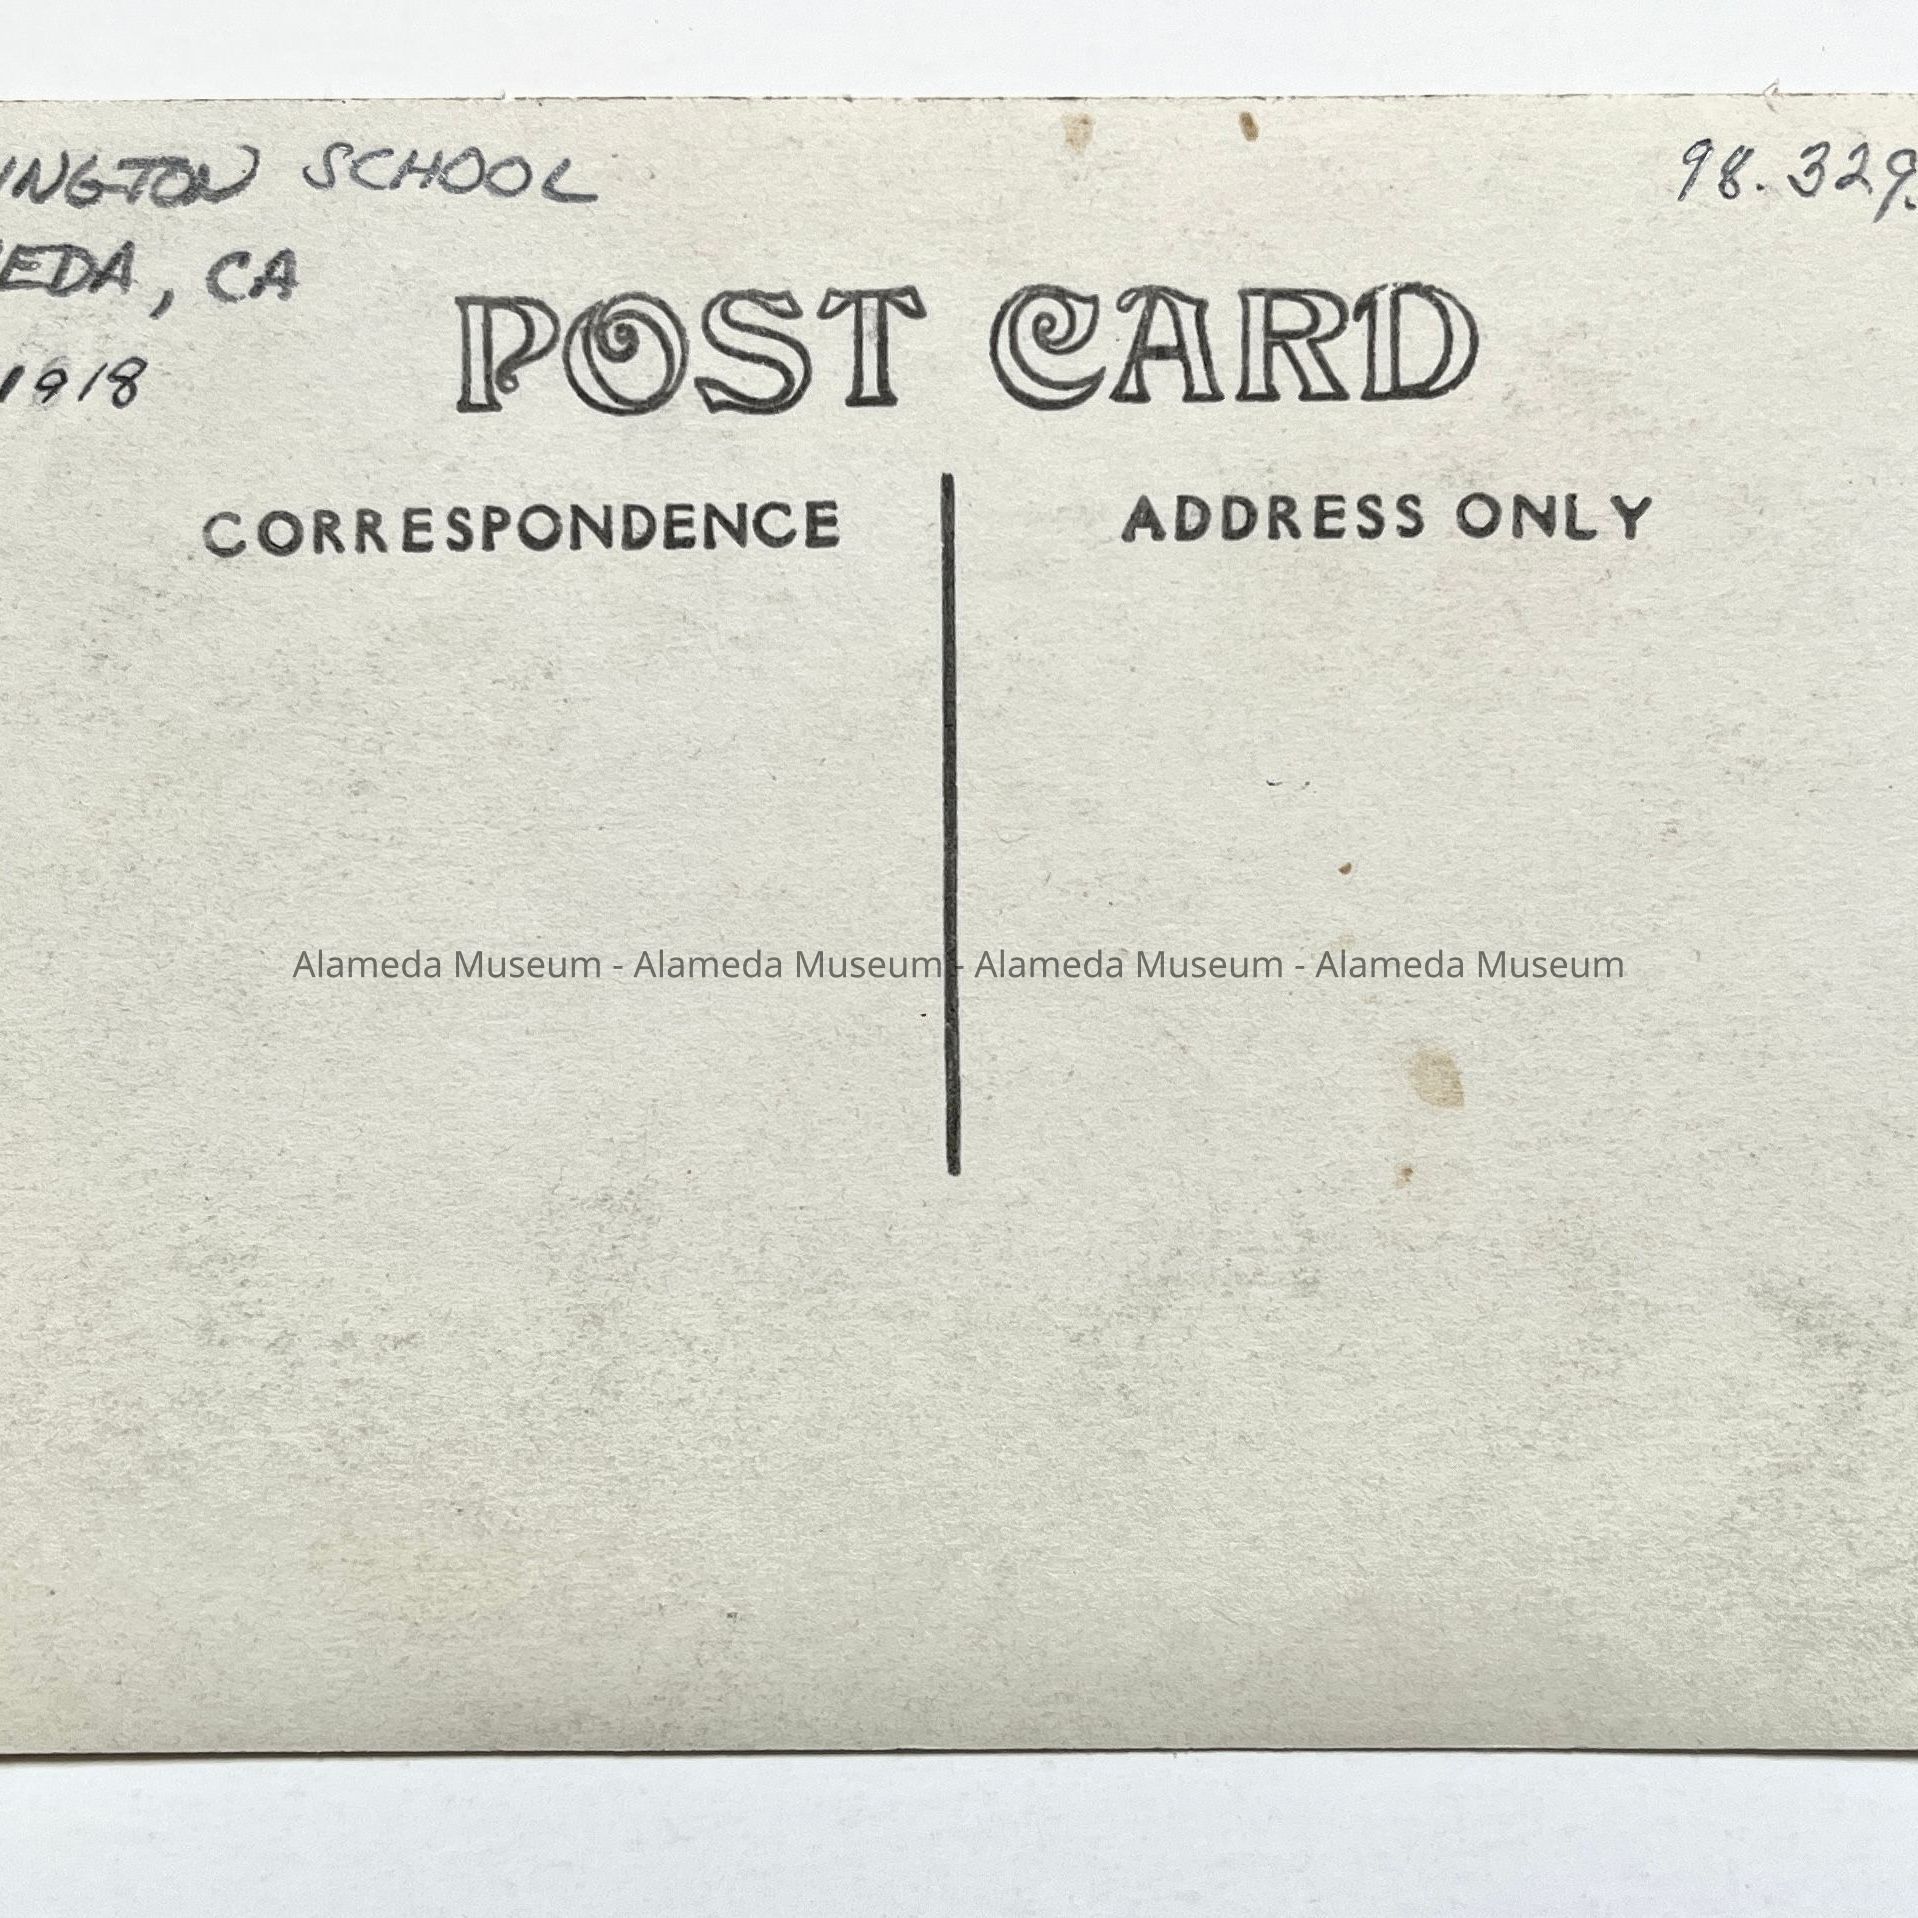 INGTON SCHOOL
98.329.
EDA, CA
1918
POST CARD
CORRESPONDENCE
ADDRESS ONLY
Alameda Museum - Alameda Museum - Alameda Museum - Alameda Museum